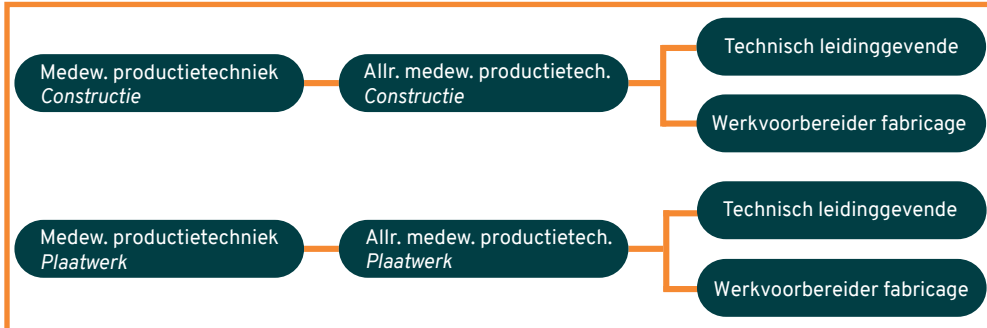 Medew. productietechniek
Constructie
Allr. medew. productietech.
Constructie
Technisch leidinggevende
Werkvoorbereider fabricage
Medew. productietechniek
Plaatwerk
Allr. medew. productietech.
Plaatwerk
Technisch leidinggevende
Werkvoorbereider fabricage